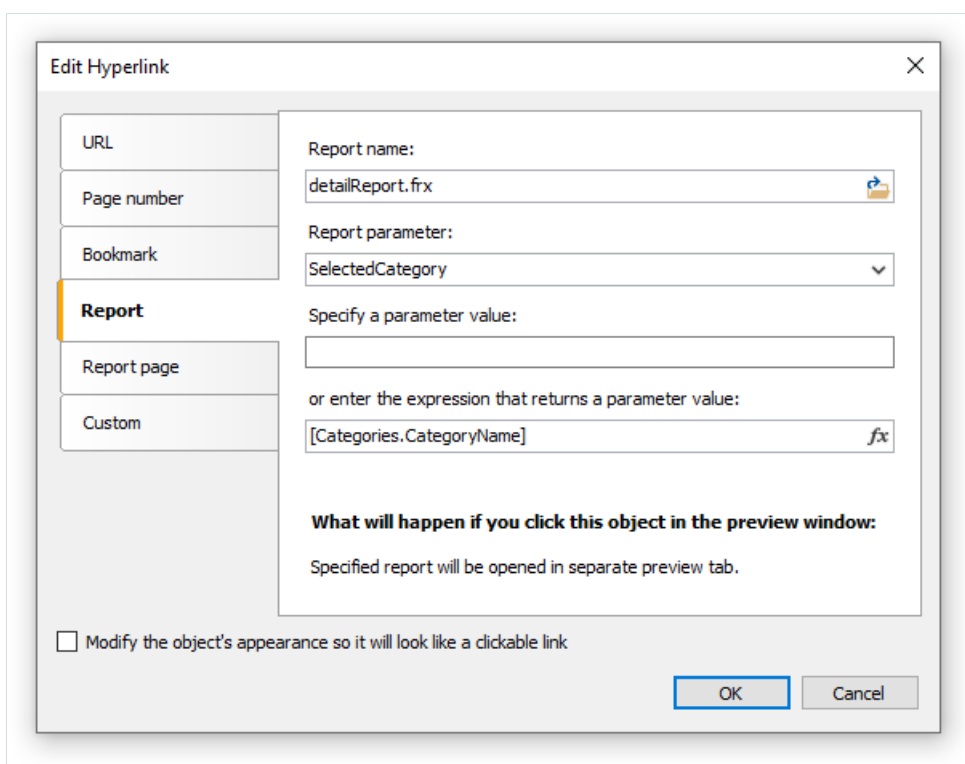 Edit Hyperlink
URL
Page number
Bookmark
Report
Report page
Custom
Report name:
detailReport.frx
Report parameter:
SelectedCategory
Specify a parameter value:
or enter the expression that returns a parameter value:
[Categories.CategoryName]
fx
What will happen if you click this object in the preview window:
Specified report will be opened in separate preview tab.
Modify the object's appearance so it will look like a clickable link
OK
Cancel